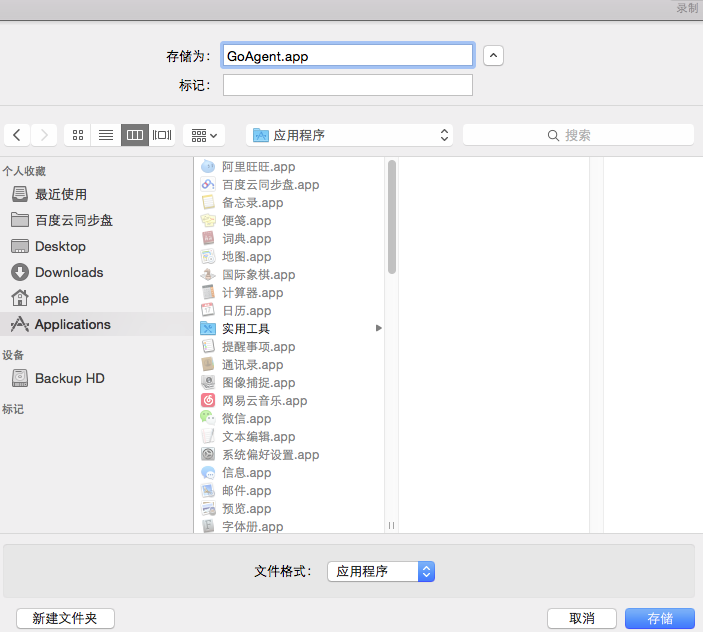 录制
存储为：
GoAgent.app
标记：
应用程序
搜索
个人收藏
最近使用
百度云同步盘
Desktop
Downloads
apple
Applications
设备
Backup HD
标记
阿里旺旺.app
百度云同步盘.app
备忘录.app
便笺.app
词典.app
地图.app
国际象棋.app
计算器.app
日历.app
实用工具
提醒事项.app
通讯录.app
图像捕捉.app
网易云音乐.app
微信.app
文本编辑.app
系统偏好设置.app
信息.app
邮件.app
预览.app
字体册.app
文件格式：
应用程序
新建文件夹
取消
存储